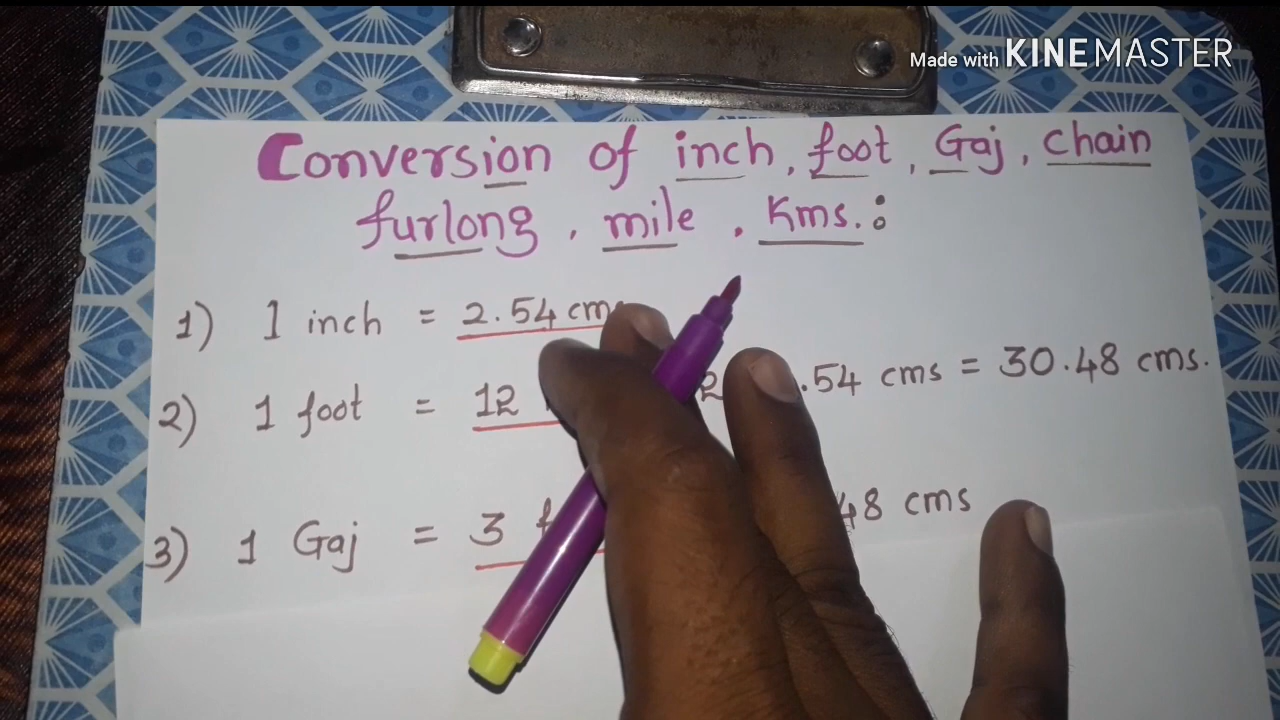 Made with KINEMASTER
Conversion of inch, foot, Gaj, chain
furlong, mile, Kms.:
1) 1 inch = 2.54 cms
2) 1 foot = 12 .54 cms = 30.48 cms.
3) 1 Gaj = 3 48 cms